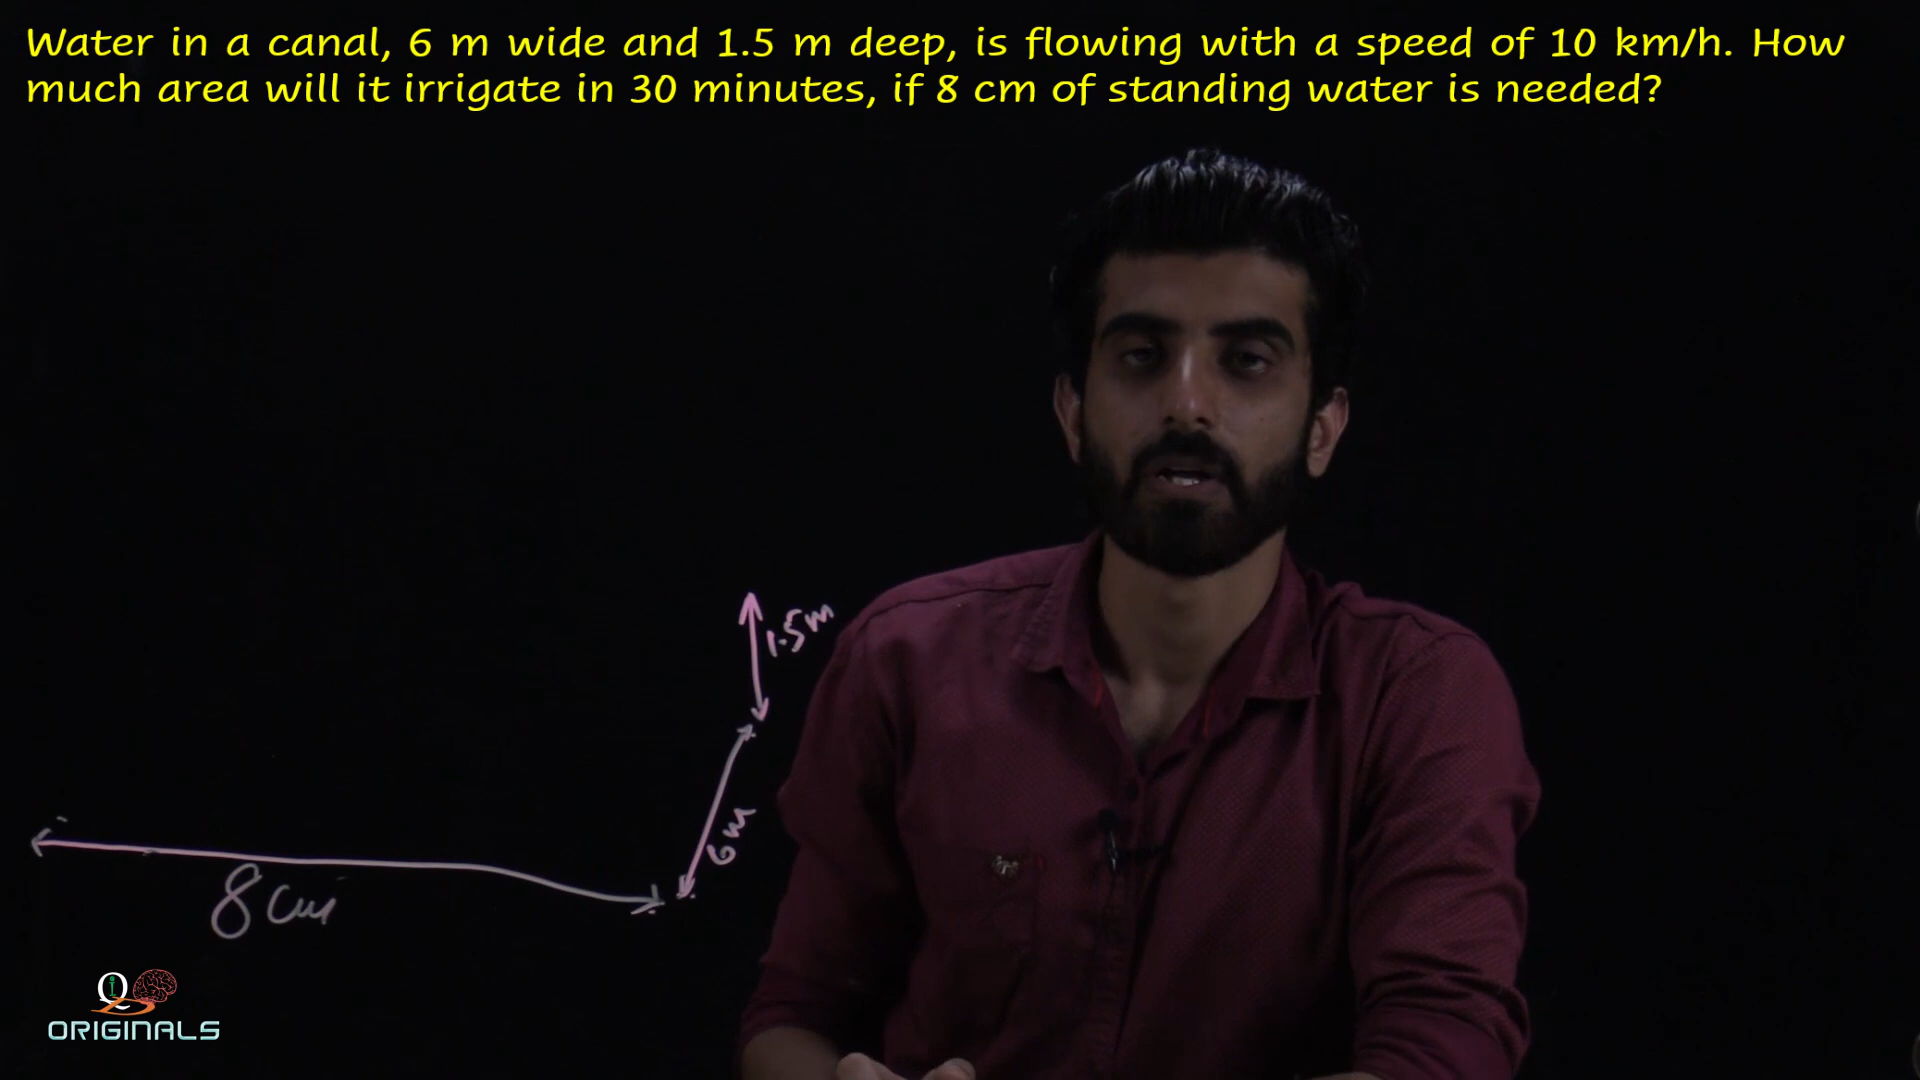 Water in a canal, 6 m wide and 1.5 m deep, is flowing with a speed of 10 km/h. How
much area will it irrigate in 30 minutes, if 8 cm of standing water is needed?
1.5m
6m
8cm
QiD
ORIGINALS